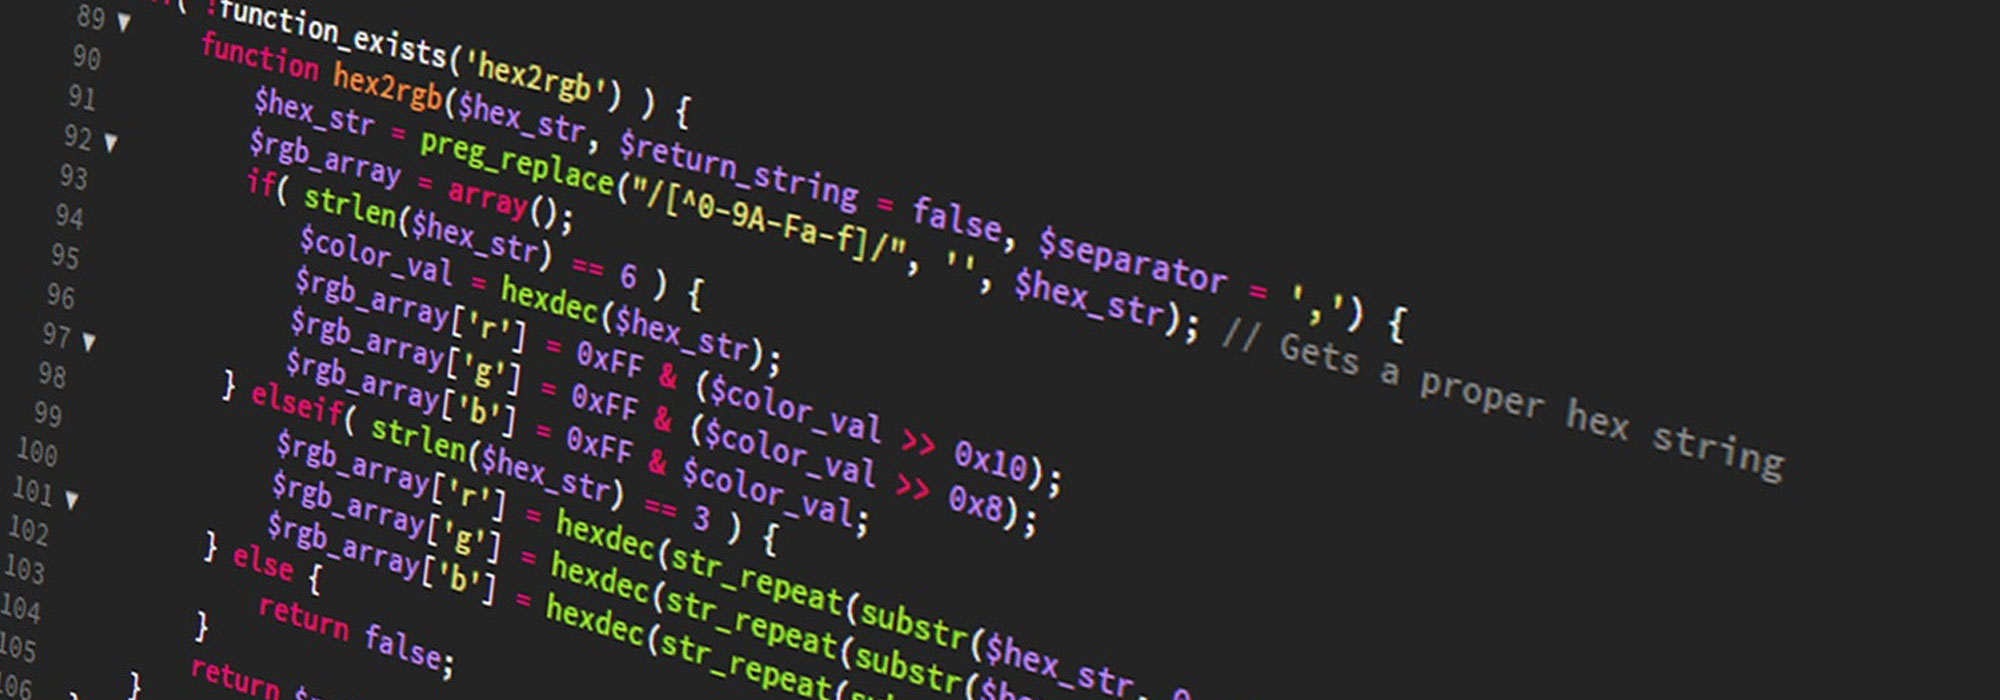 89
90
91
92
93
94
95
96
97
98
99
100
101
102
103
104
105
106
( !function_exists('hex2rgb') ) {
function hex2rgb($hex_str, $return_string = false, $separator = ',') {
$hex_str = preg_replace("/[^0-9A-Fa-f]/", '', $hex_str); // Gets a proper hex string
$rgb_array = array();
if( strlen($hex_str) == 6 ) {
$color_val = hexdec($hex_str);
$rgb_array['r'] = 0xFF & ($color_val >> 0x10);
$rgb_array['g'] = 0xFF & ($color_val >> 0x8);
$rgb_array['b'] = 0xFF & $color_val;
} elseif( strlen($hex_str) == 3 ) {
$rgb_array['r'] = hexdec(str_repeat(substr($hex_str, 0
$rgb_array['g'] = hexdec(str_repeat(substr($he
$rgb_array['b'] = hexdec(str_repeat(su
} else {
return false;
}
return $
}